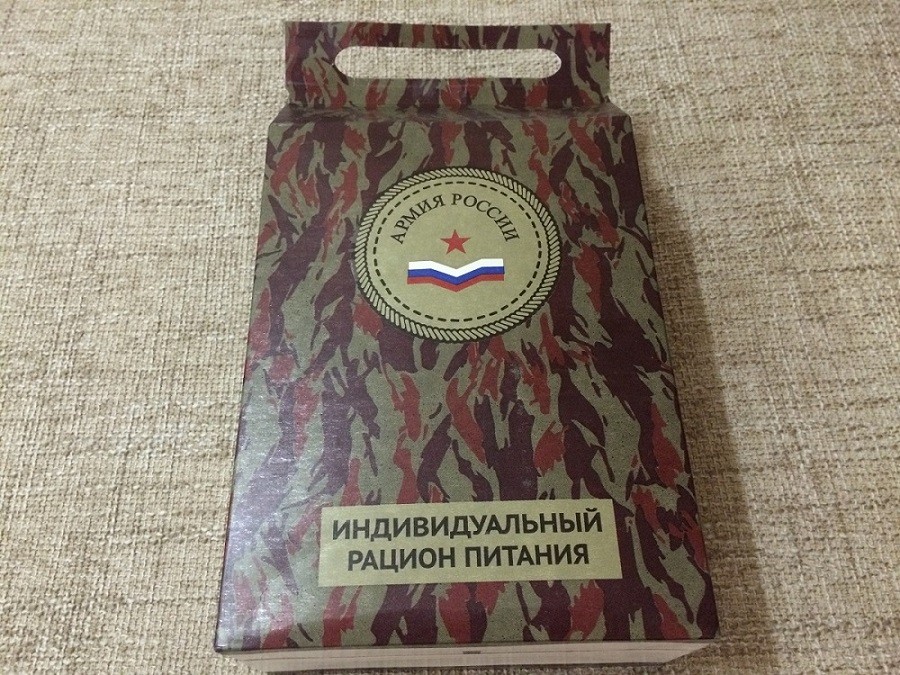 АРМИЯ РОССИИ
ИНДИВИДУАЛЬНЫЙ
РАЦИОН ПИТАНИЯ